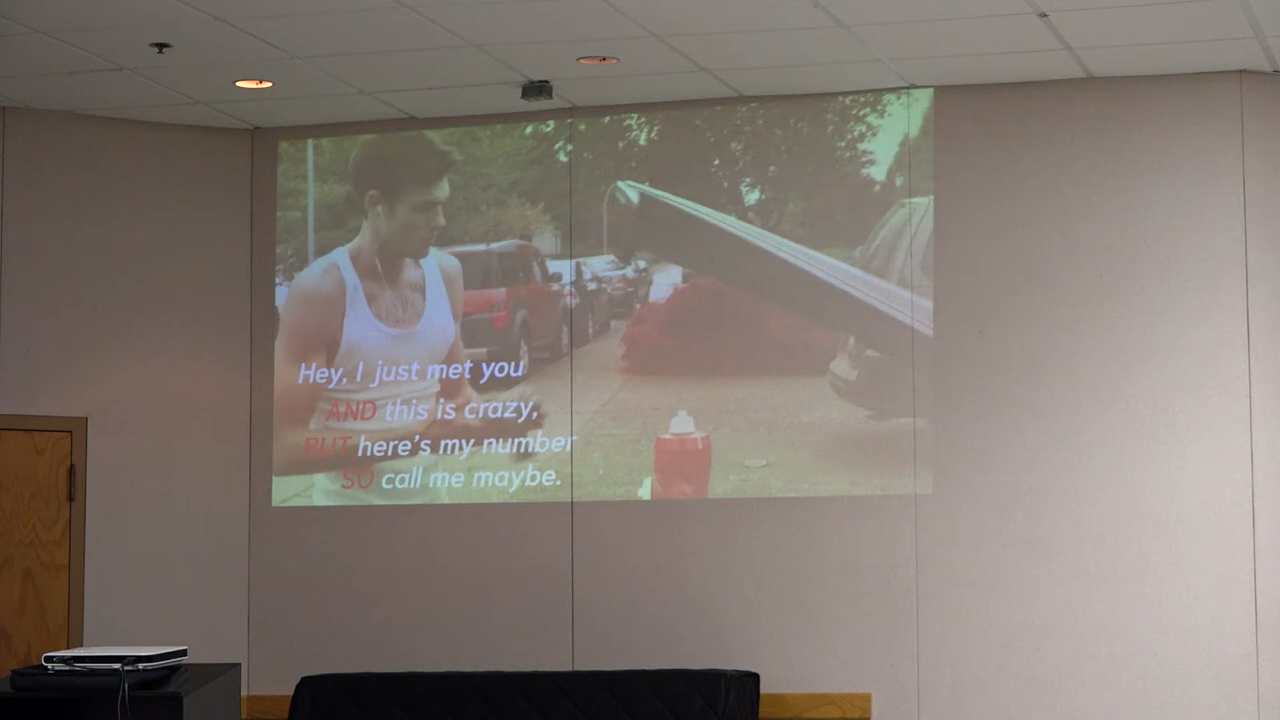 Hey, I just met you
AND this is crazy,
BUT here's my number
SO call me maybe.